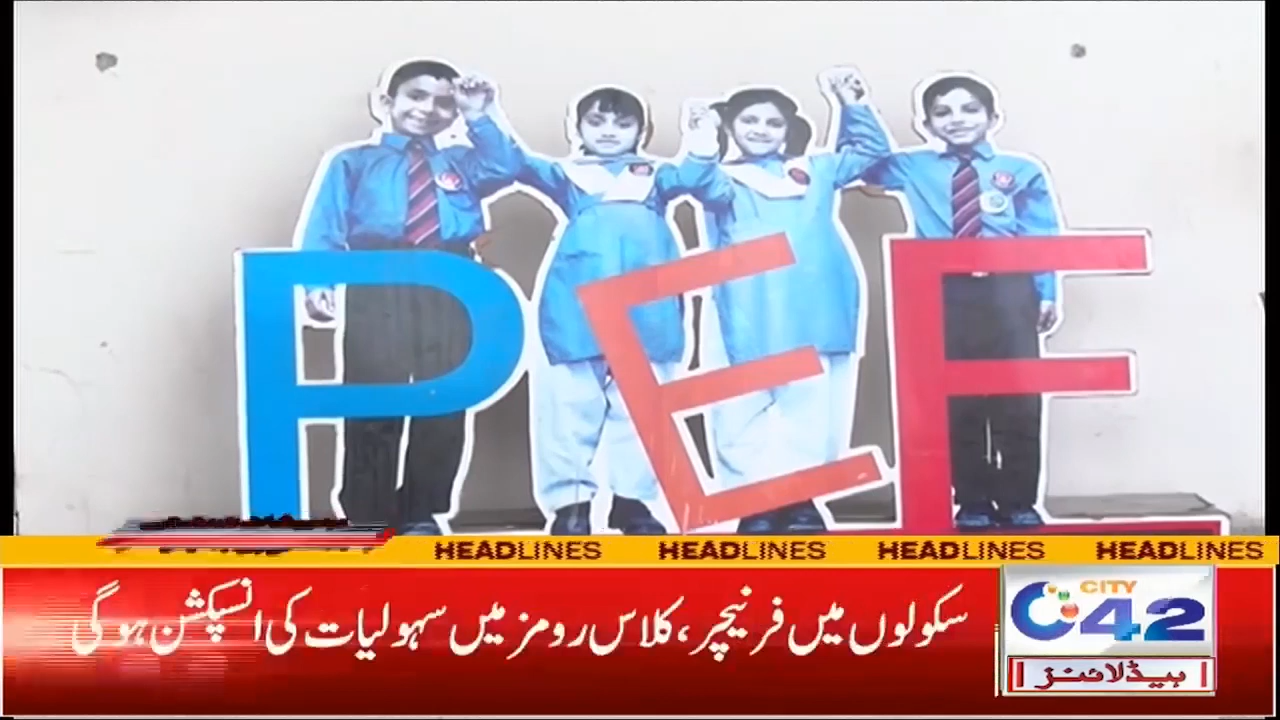 PEF
HEADLINES HEADLINES HEADLINES HEADLINES
سکولوں میں فرنیچر، کلاس رومز میں سہولیات کی انسپکشن ہوگی
CITY
42
ہیڈلائنز